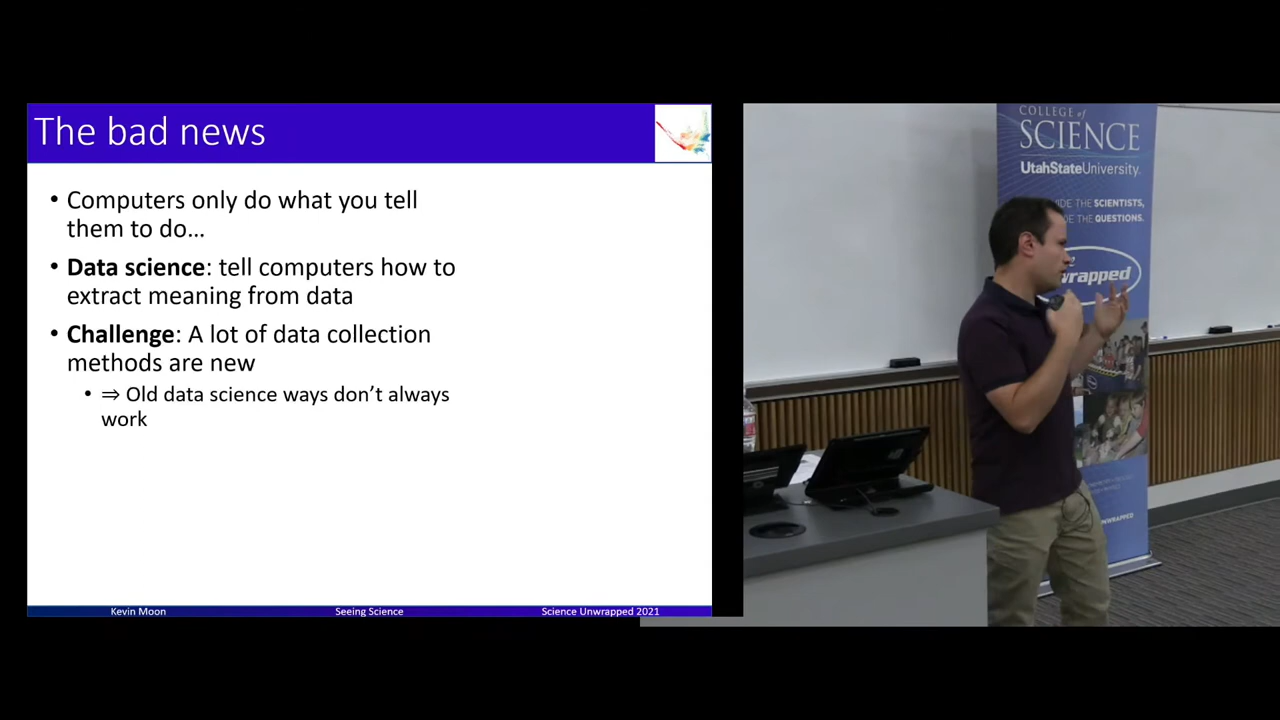 The bad news
• Computers only do what you tell
them to do...
• Data science: tell computers how to
extract meaning from data
• Challenge: A lot of data collection
methods are new
• ⇒ Old data science ways don't always
work
Kevin Moon
Seeing Science
Science Unwrapped 2021
COLLEGE of
SCIENCE
UtahStateUniversity
IDE THE SCIENTISTS,
DE THE QUESTIONS.
wrapped
NWRAPPED